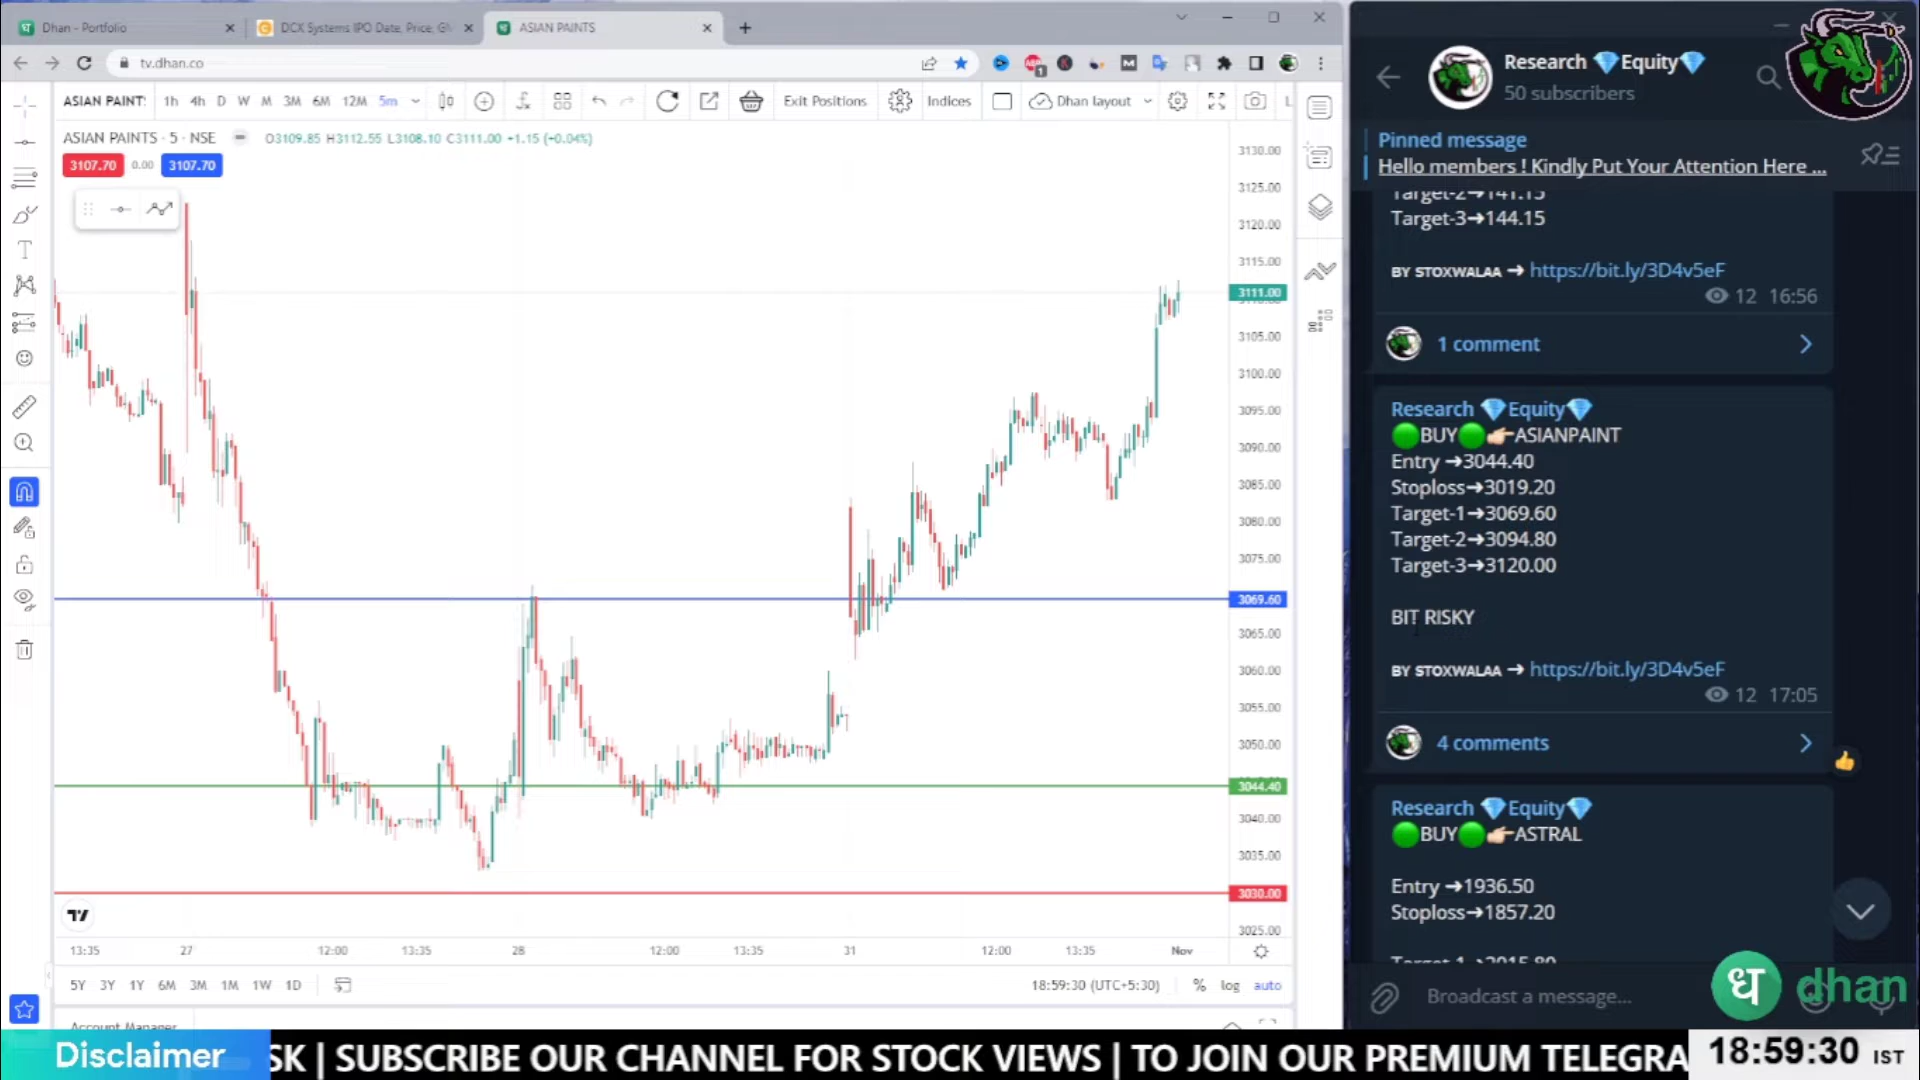 Dhan - Portfolio
DCX Systems IPO Date, Price, GM
ASIAN PAINTS
tv.dhan.co
ASIAN PAINT:
1h 4h D W M 3M 6M 12M 5m
Exit Positions
Indices
Dhan layout
ASIAN PAINTS · 5 · NSE
O3109.85 H3112.55 L3108.10 C3111.00 +1.15 (+0.04%)
3107.70 0.00 3107.70
3130.00
3125.00
3120.00
3115.00
3111.00
3105.00
3100.00
3095.00
3090.00
3085.00
3080.00
3075.00
3069.60
3065.00
3060.00
3055.00
3050.00
3044.40
3040.00
3035.00
3030.00
3025.00
13:35 27 12:00 13:35 28 12:00 13:35 31 12:00 13:35 Nov
5Y 3Y 1Y 6M 3M 1M 1W 1D
18:59:30 (UTC+5:30) % log auto
Account Manager
Research 💎Equity💎
50 subscribers
Pinned message
Hello members ! Kindly Put Your Attention Here ...
Target-2➜141.15
Target-3➜144.15
BY STOXWALAA ➜ https://bit.ly/3D4v5eF
12 16:56
1 comment
Research 💎Equity💎
🟢BUY🟢👉🏻ASIANPAINT
Entry ➜3044.40
Stoploss➜3019.20
Target-1➜3069.60
Target-2➜3094.80
Target-3➜3120.00
BIT RISKY
BY STOXWALAA ➜ https://bit.ly/3D4v5eF
12 17:05
4 comments
Research 💎Equity💎
🟢BUY🟢👉🏻ASTRAL
Entry ➜1936.50
Stoploss➜1857.20
Target-1➜2015.80
Broadcast a message...
ध dhan
Disclaimer
SK | SUBSCRIBE OUR CHANNEL FOR STOCK VIEWS | TO JOIN OUR PREMIUM TELEGRA
18:59:30 IST